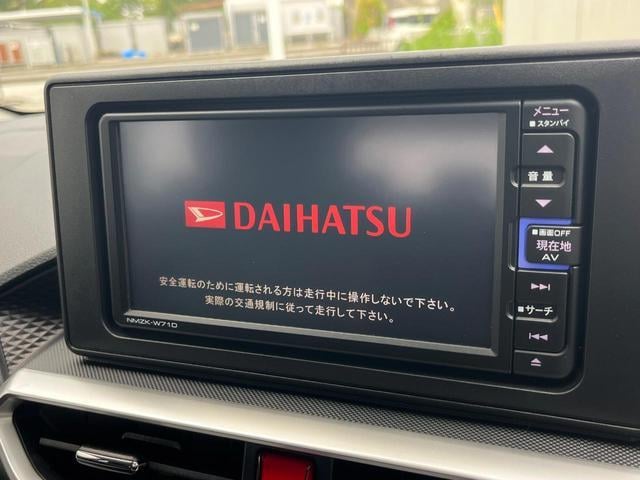 メニュー
■スタンバイ
音量
DAIHATSU
■画面OFF
現在地
AV
安全運転のために運転される方は走行中に操作しないで下さい。
実際の交通規制に従って走行して下さい。
■サーチ
NMZK-W71D